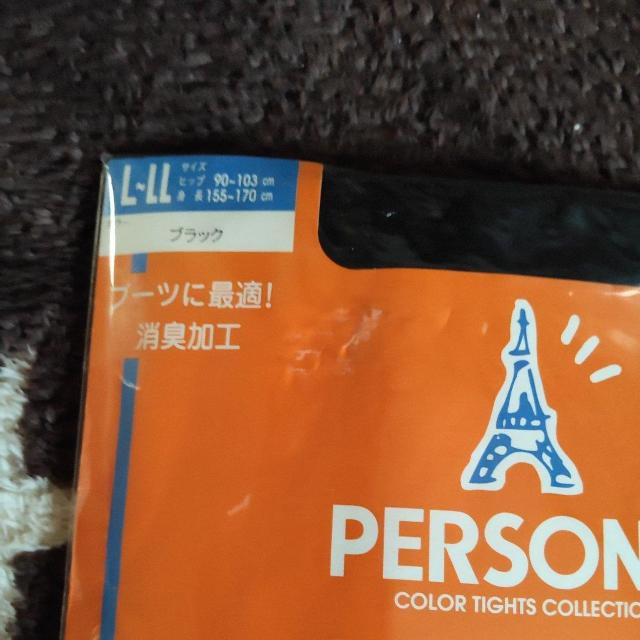 L~LL
サイズ
ヒップ 90~103 cm
身長 155~170 cm
ブラック
ブーツに最適!
消臭加工
PERSON
COLOR TIGHTS COLLECTIO